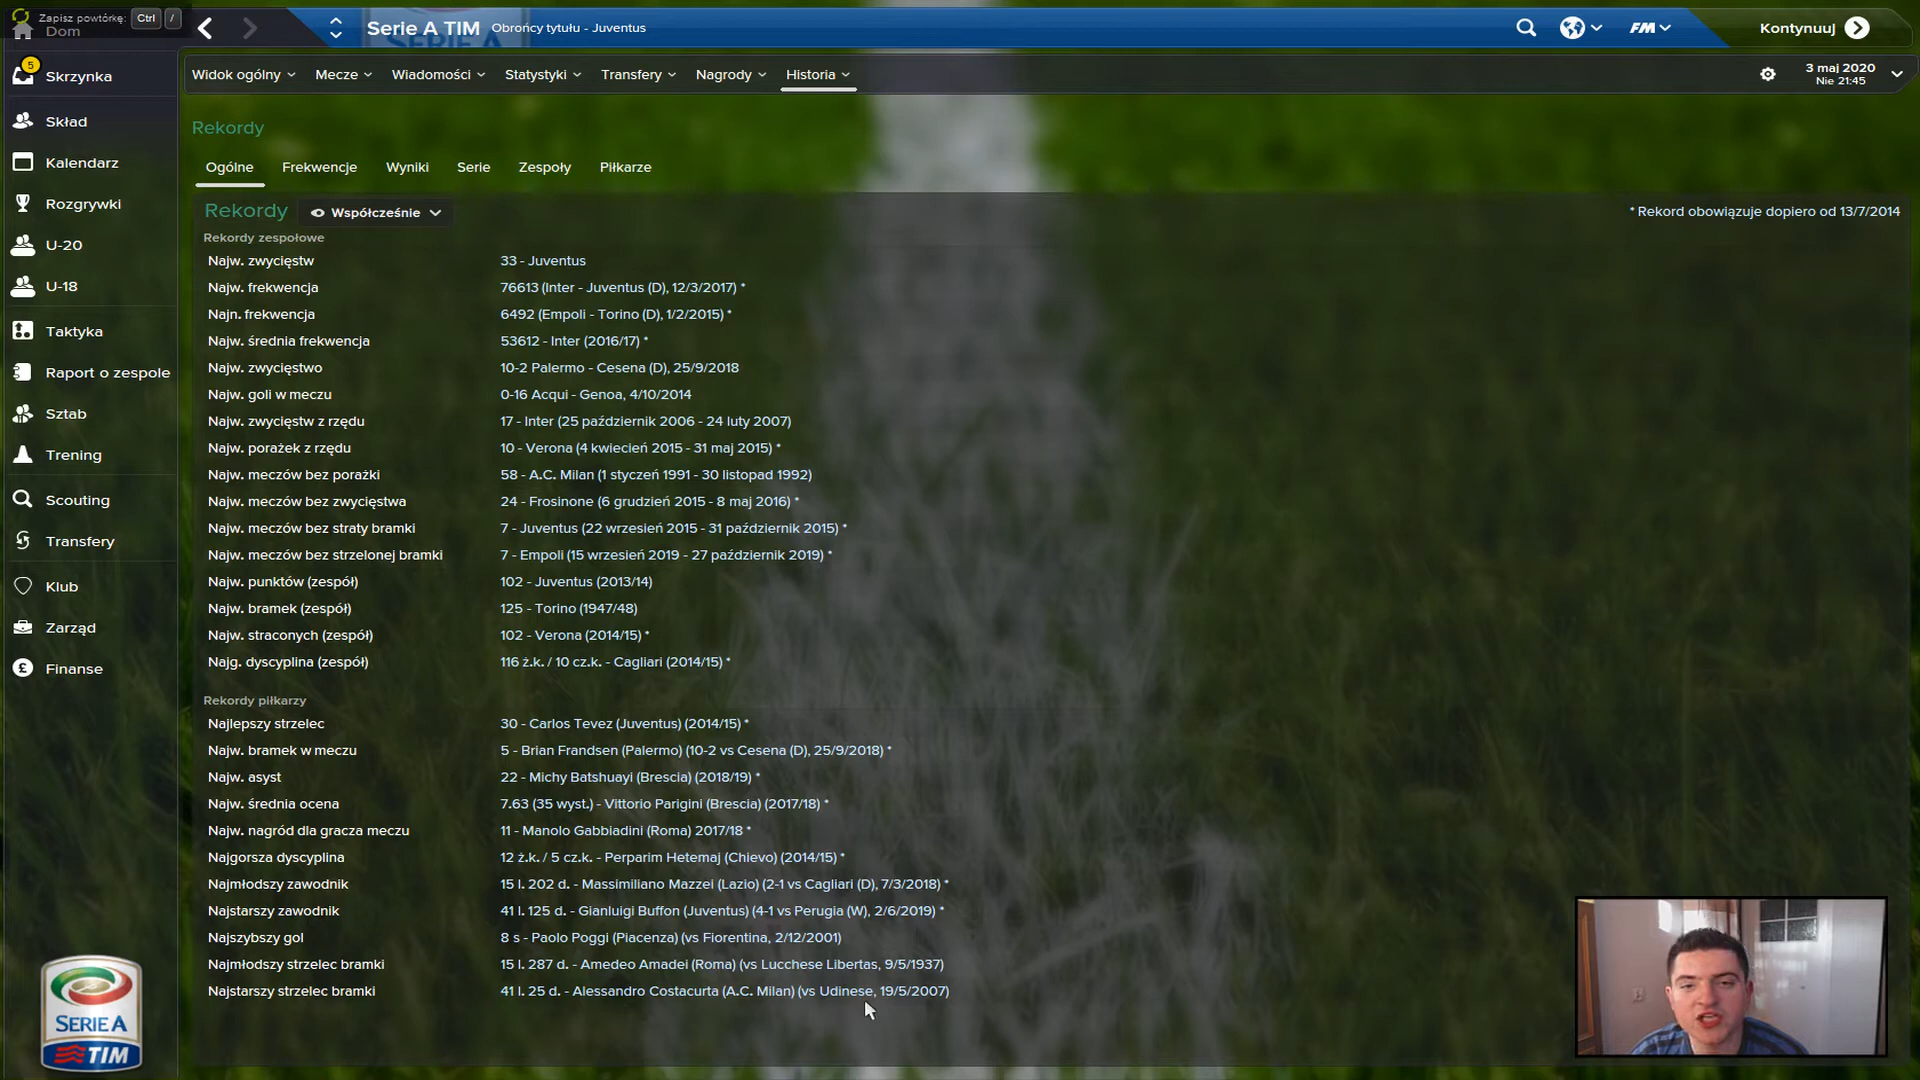 Zapisz powtórkę: Ctrl /
Dom
Serie A TIM Obrońcy tytułu - Juventus
FM
Kontynuuj
5
Skrzynka
Widok ogólny Mecze Wiadomości Statystyki Transfery Nagrody Historia
3 maj 2020
Nie 21:45
Skład
Kalendarz
Rozgrywki
U-20
U-18
Taktyka
Raport o zespole
Sztab
Trening
Scouting
Transfery
Klub
Zarząd
Finanse
Rekordy
Ogólne Frekwencje Wyniki Serie Zespoły Piłkarze
Rekordy Współcześnie
* Rekord obowiązuje dopiero od 13/7/2014
Rekordy zespołowe
Najw. zwycięstw 33 - Juventus
Najw. frekwencja 76613 (Inter - Juventus (D), 12/3/2017) *
Najn. frekwencja 6492 (Empoli - Torino (D), 1/2/2015) *
Najw. średnia frekwencja 53612 - Inter (2016/17) *
Najw. zwycięstwo 10-2 Palermo - Cesena (D), 25/9/2018
Najw. goli w meczu 0-16 Acqui - Genoa, 4/10/2014
Najw. zwycięstw z rzędu 17 - Inter (25 październik 2006 - 24 luty 2007)
Najw. porażek z rzędu 10 - Verona (4 kwiecień 2015 - 31 maj 2015) *
Najw. meczów bez porażki 58 - A.C. Milan (1 styczeń 1991 - 30 listopad 1992)
Najw. meczów bez zwycięstwa 24 - Frosinone (6 grudzień 2015 - 8 maj 2016) *
Najw. meczów bez straty bramki 7 - Juventus (22 wrzesień 2015 - 31 październik 2015) *
Najw. meczów bez strzelonej bramki 7 - Empoli (15 wrzesień 2019 - 27 październik 2019) *
Najw. punktów (zespół) 102 - Juventus (2013/14)
Najw. bramek (zespół) 125 - Torino (1947/48)
Najw. straconych (zespół) 102 - Verona (2014/15) *
Najg. dyscyplina (zespół) 116 ż.k. / 10 cz.k. - Cagliari (2014/15) *
Rekordy piłkarzy
Najlepszy strzelec 30 - Carlos Tevez (Juventus) (2014/15) *
Najw. bramek w meczu 5 - Brian Frandsen (Palermo) (10-2 vs Cesena (D), 25/9/2018) *
Najw. asyst 22 - Michy Batshuayi (Brescia) (2018/19) *
Najw. średnia ocena 7.63 (35 wyst.) - Vittorio Parigini (Brescia) (2017/18) *
Najw. nagród dla gracza meczu 11 - Manolo Gabbiadini (Roma) 2017/18 *
Najgorsza dyscyplina 12 ż.k. / 5 cz.k. - Perparim Hetemaj (Chievo) (2014/15) *
Najmłodszy zawodnik 15 l. 202 d. - Massimiliano Mazzei (Lazio) (2-1 vs Cagliari (D), 7/3/2018) *
Najstarszy zawodnik 41 l. 125 d. - Gianluigi Buffon (Juventus) (4-1 vs Perugia (W), 2/6/2019) *
Najszybszy gol 8 s - Paolo Poggi (Piacenza) (vs Fiorentina, 2/12/2001)
Najmłodszy strzelec bramki 15 l. 287 d. - Amedeo Amadei (Roma) (vs Lucchese Libertas, 9/5/1937)
Najstarszy strzelec bramki 41 l. 25 d. - Alessandro Costacurta (A.C. Milan) (vs Udinese, 19/5/2007)
SERIE A
TIM